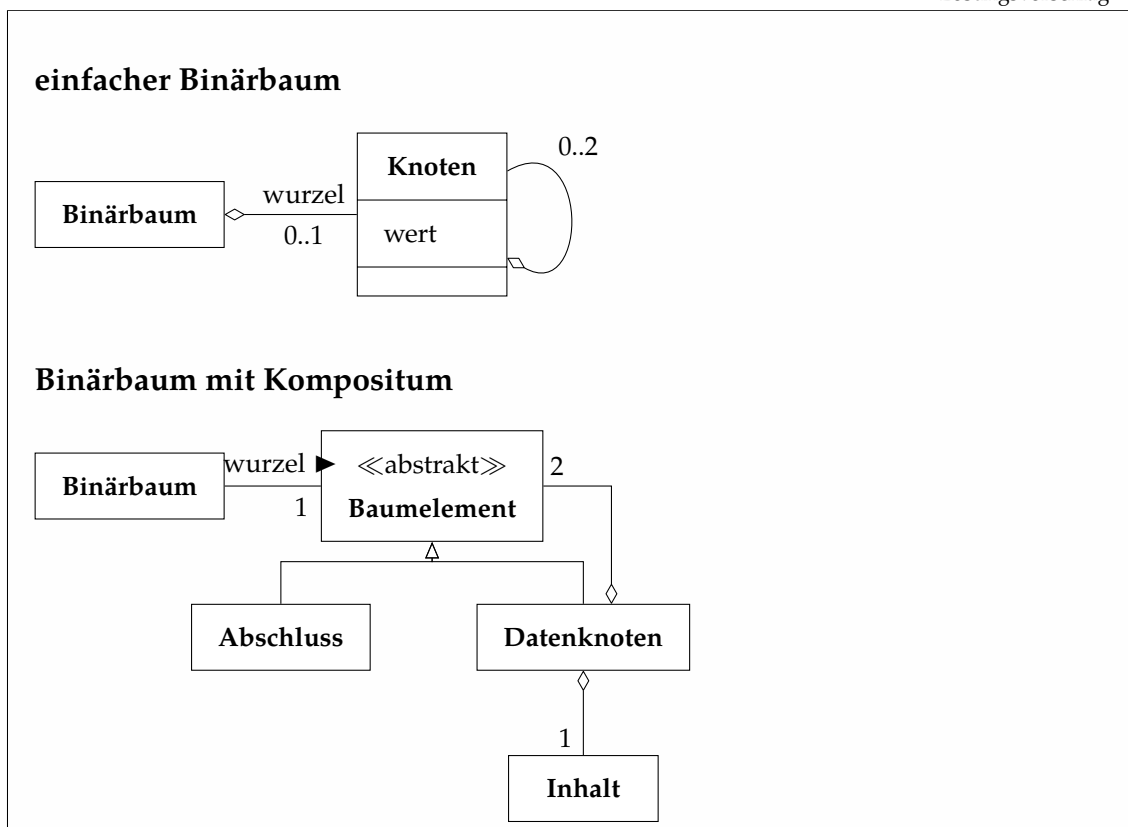 einfacher Binärbaum
Knoten
0..2
Binärbaum
wurzel
0..1
wert
Binärbaum mit Kompositum
Binärbaum
wurzel ►
1
≪abstrakt≫
Baumelement
2
Abschluss
Datenknoten
1
Inhalt